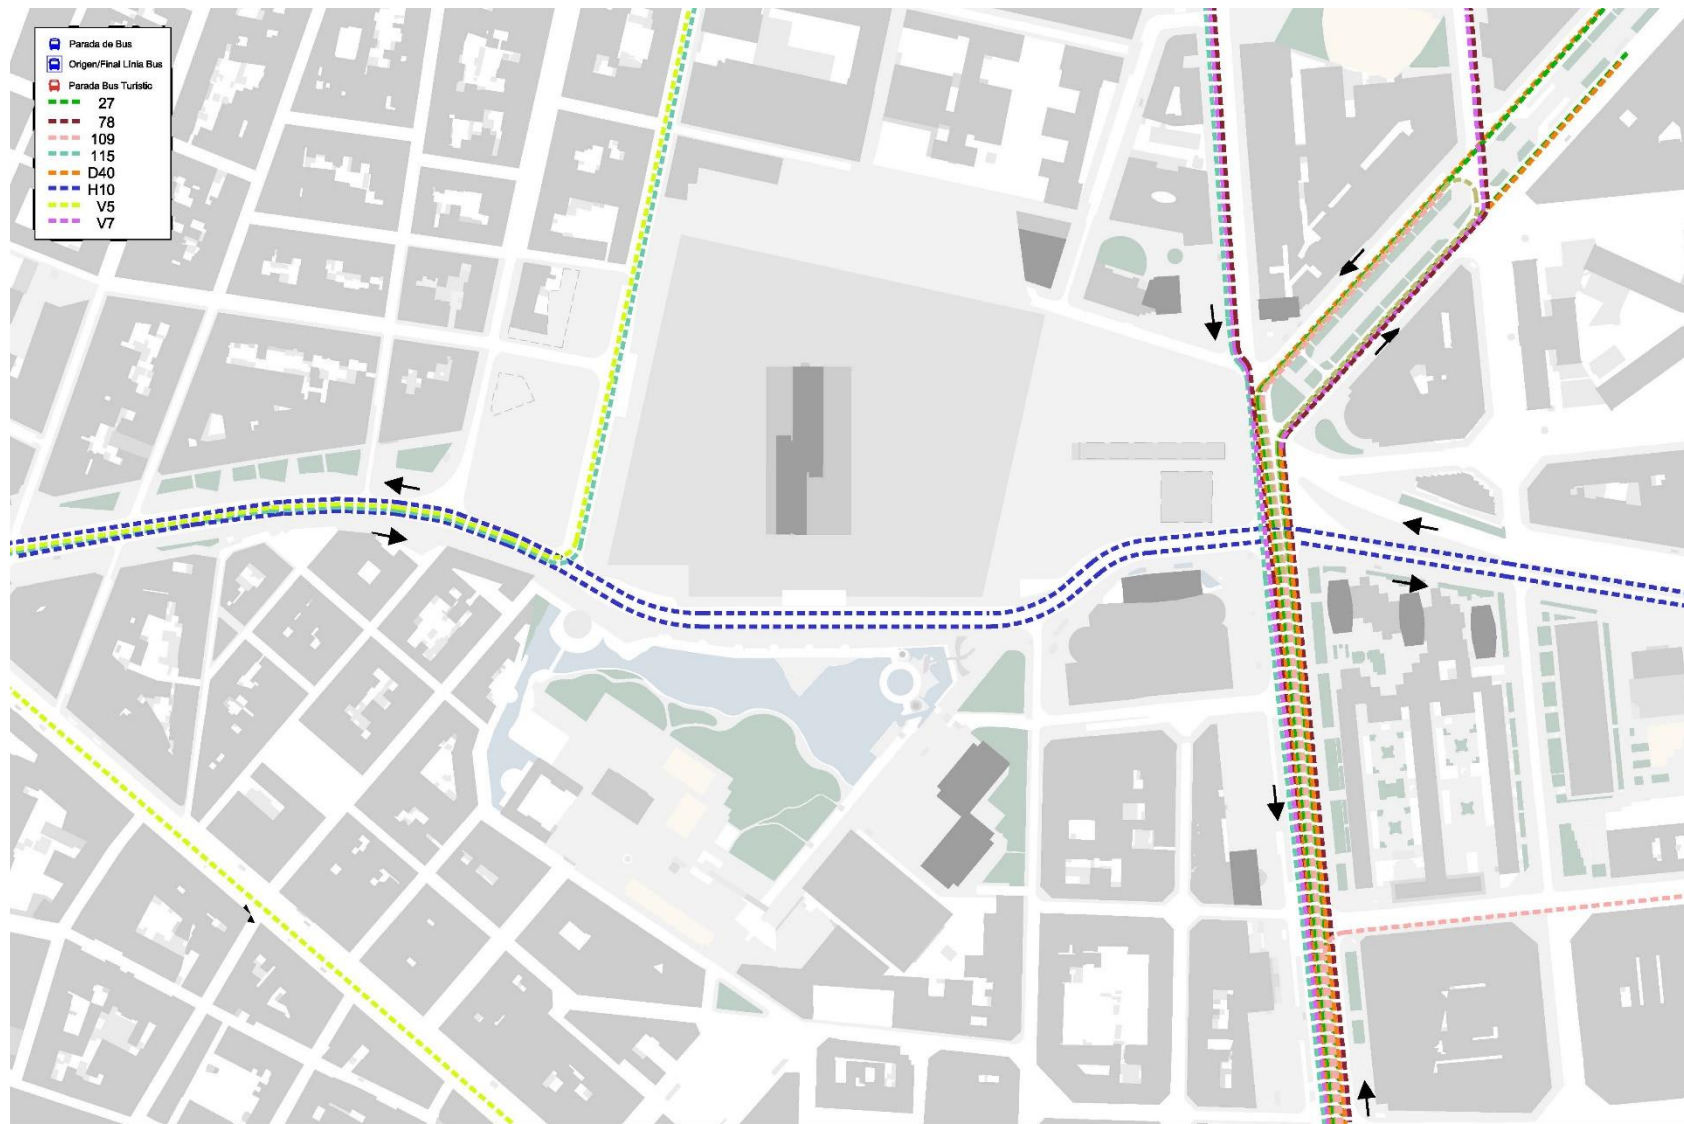 Parada de Bus
Origen/Final Línia Bus
Parada Bus Turístic
27
78
109
115
D40
H10
V5
V7